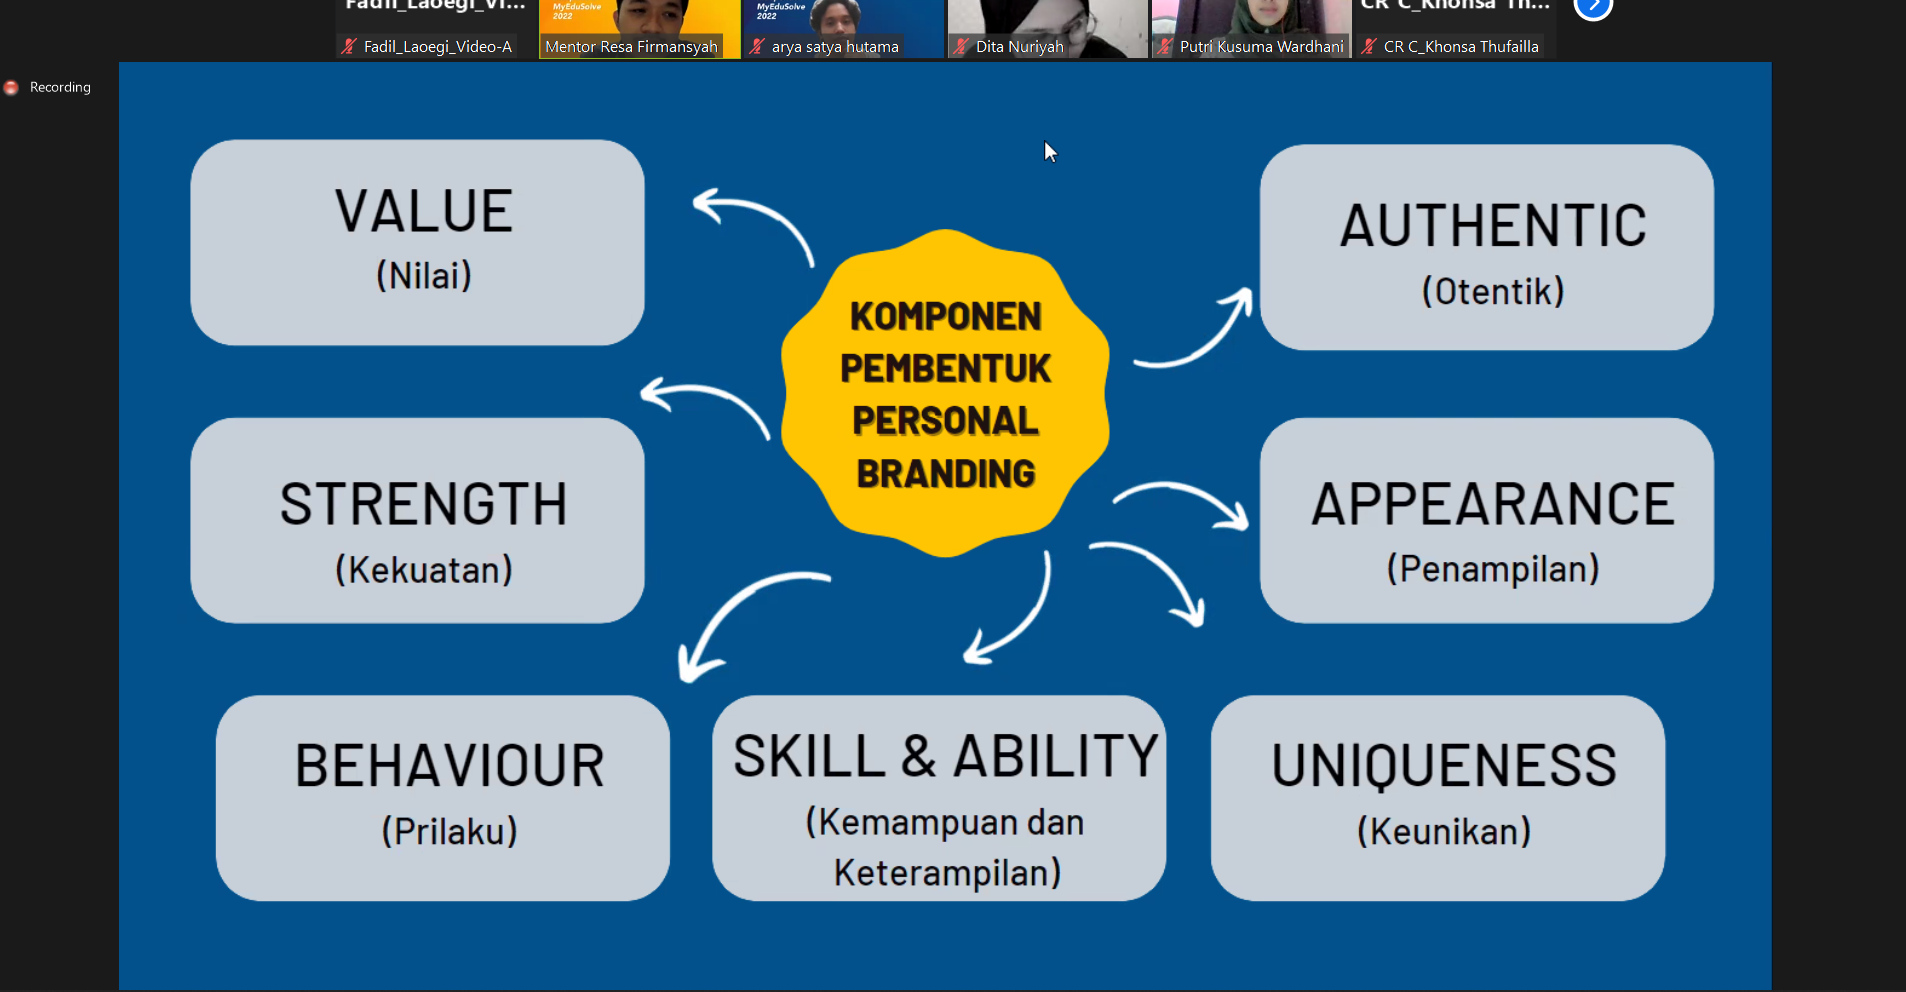 Fadil_Laoegi_Vi...
MyEduSolve
2022
MyEduSolve
2022
CR C_Khonsa Th...
Fadil_Laoegi_Video-A
Mentor Resa Firmansyah
arya satya hutama
Dita Nuriyah
Putri Kusuma Wardhani
CR C_Khonsa Thufailla
Recording
VALUE
(Nilai)
AUTHENTIC
(Otentik)
KOMPONEN
PEMBENTUK
PERSONAL
BRANDING
STRENGTH
(Kekuatan)
APPEARANCE
(Penampilan)
BEHAVIOUR
(Prilaku)
SKILL & ABILITY
(Kemampuan dan
Keterampilan)
UNIQUENESS
(Keunikan)